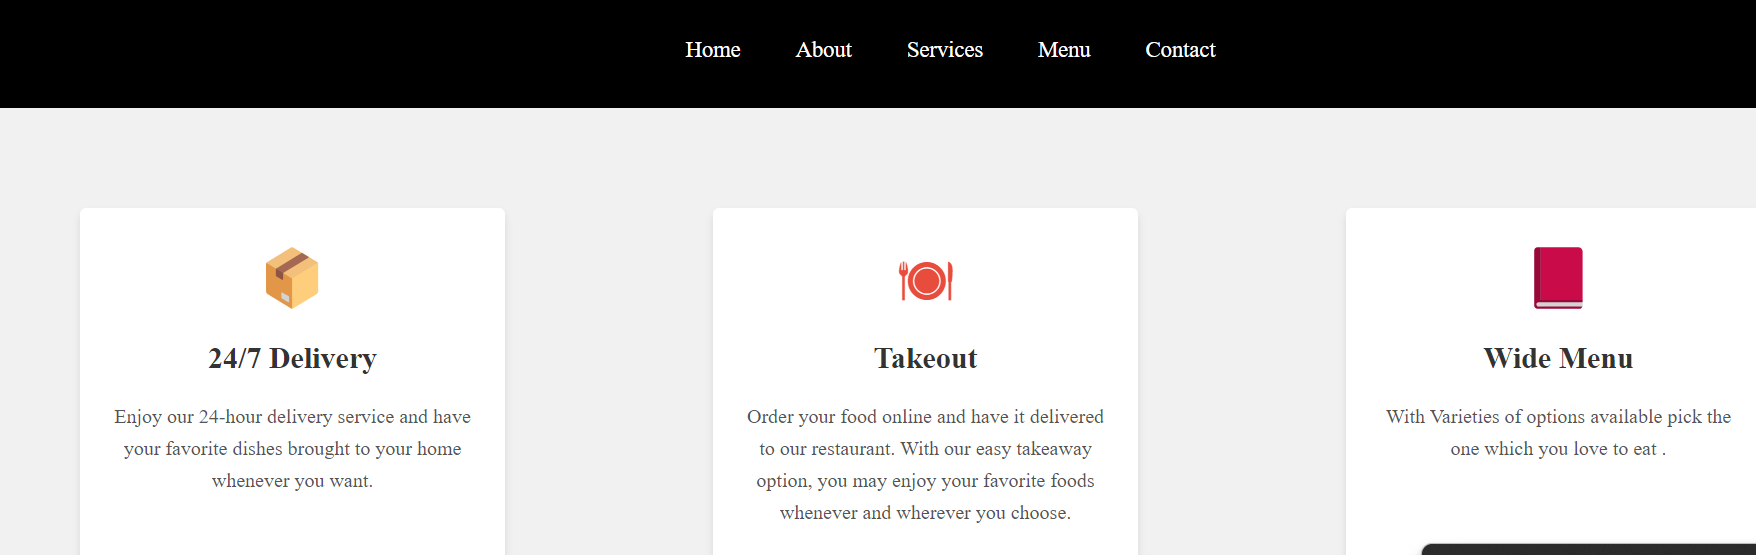 Home About Services Menu Contact
24/7 Delivery
Enjoy our 24-hour delivery service and have
your favorite dishes brought to your home
whenever you want.
Takeout
Order your food online and have it delivered
to our restaurant. With our easy takeaway
option, you may enjoy your favorite foods
whenever and wherever you choose.
Wide Menu
With Varieties of options available pick the
one which you love to eat .